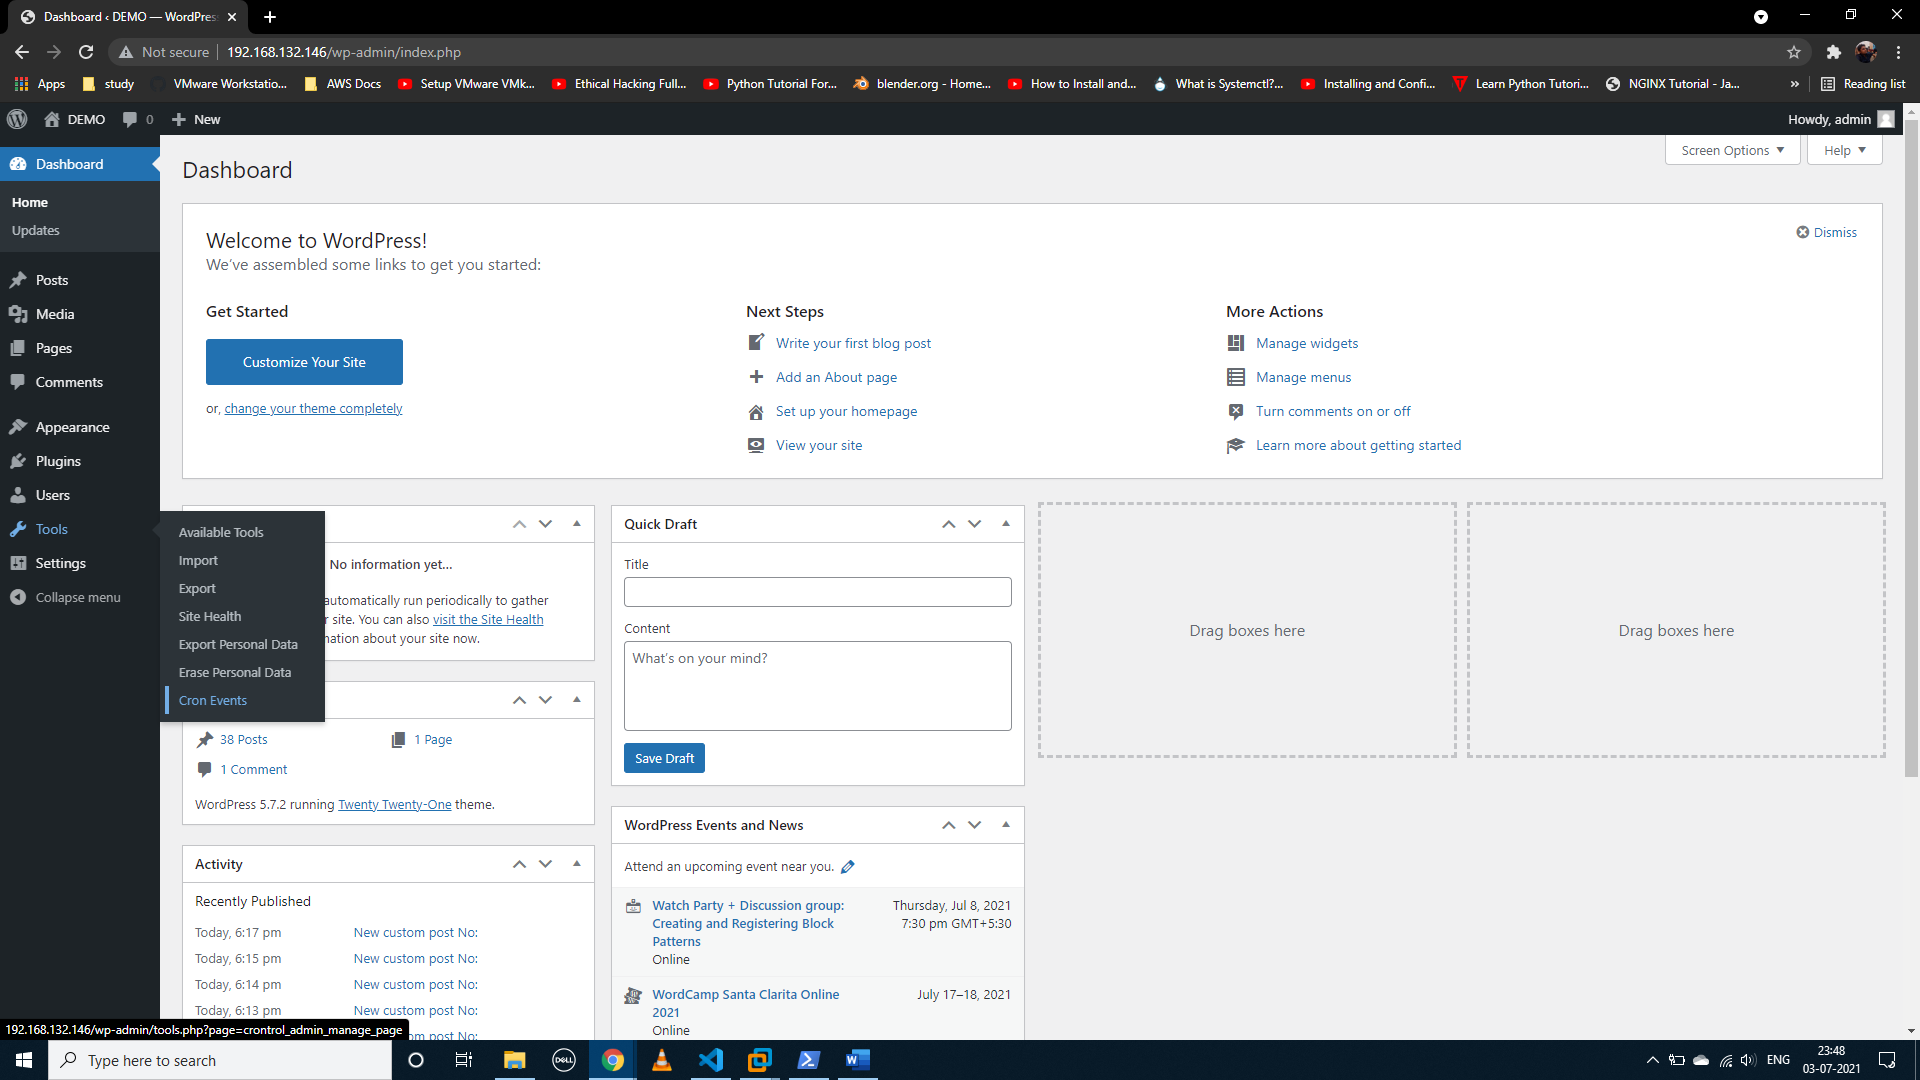 Dashboard ‹ DEMO — WordPress
Not secure
192.168.132.146/wp-admin/index.php
Apps
study
VMware Workstatio...
AWS Docs
Setup VMware VMk...
Ethical Hacking Full...
Python Tutorial For...
blender.org - Home...
How to Install and...
What is Systemctl?...
Installing and Confi...
Learn Python Tutori...
NGINX Tutorial - Ja...
»
Reading list
DEMO
0
New
Howdy, admin
Dashboard
Home
Updates
Posts
Media
Pages
Comments
Appearance
Plugins
Users
Tools
Settings
Collapse menu
Available Tools
Import
Export
Site Health
Export Personal Data
Erase Personal Data
Cron Events
Dashboard
Screen Options
Help
Welcome to WordPress!
We’ve assembled some links to get you started:
Dismiss
Get Started
Customize Your Site
or, change your theme completely
Next Steps
Write your first blog post
Add an About page
Set up your homepage
View your site
More Actions
Manage widgets
Manage menus
Turn comments on or off
Learn more about getting started
No information yet...
automatically run periodically to gather
site. You can also visit the Site Health
mation about your site now.
38 Posts
1 Page
1 Comment
WordPress 5.7.2 running Twenty Twenty-One theme.
Activity
Recently Published
Today, 6:17 pm New custom post No:
Today, 6:15 pm New custom post No:
Today, 6:14 pm New custom post No:
Today, 6:13 pm New custom post No:
om post No:
Quick Draft
Title
Content
What’s on your mind?
Save Draft
WordPress Events and News
Attend an upcoming event near you.
Watch Party + Discussion group:
Creating and Registering Block
Patterns
Online
Thursday, Jul 8, 2021
7:30 pm GMT+5:30
WordCamp Santa Clarita Online
2021
Online
July 17–18, 2021
Drag boxes here
Drag boxes here
192.168.132.146/wp-admin/tools.php?page=crontrol_admin_manage_page
Type here to search
DELL
ENG
23:48
03-07-2021